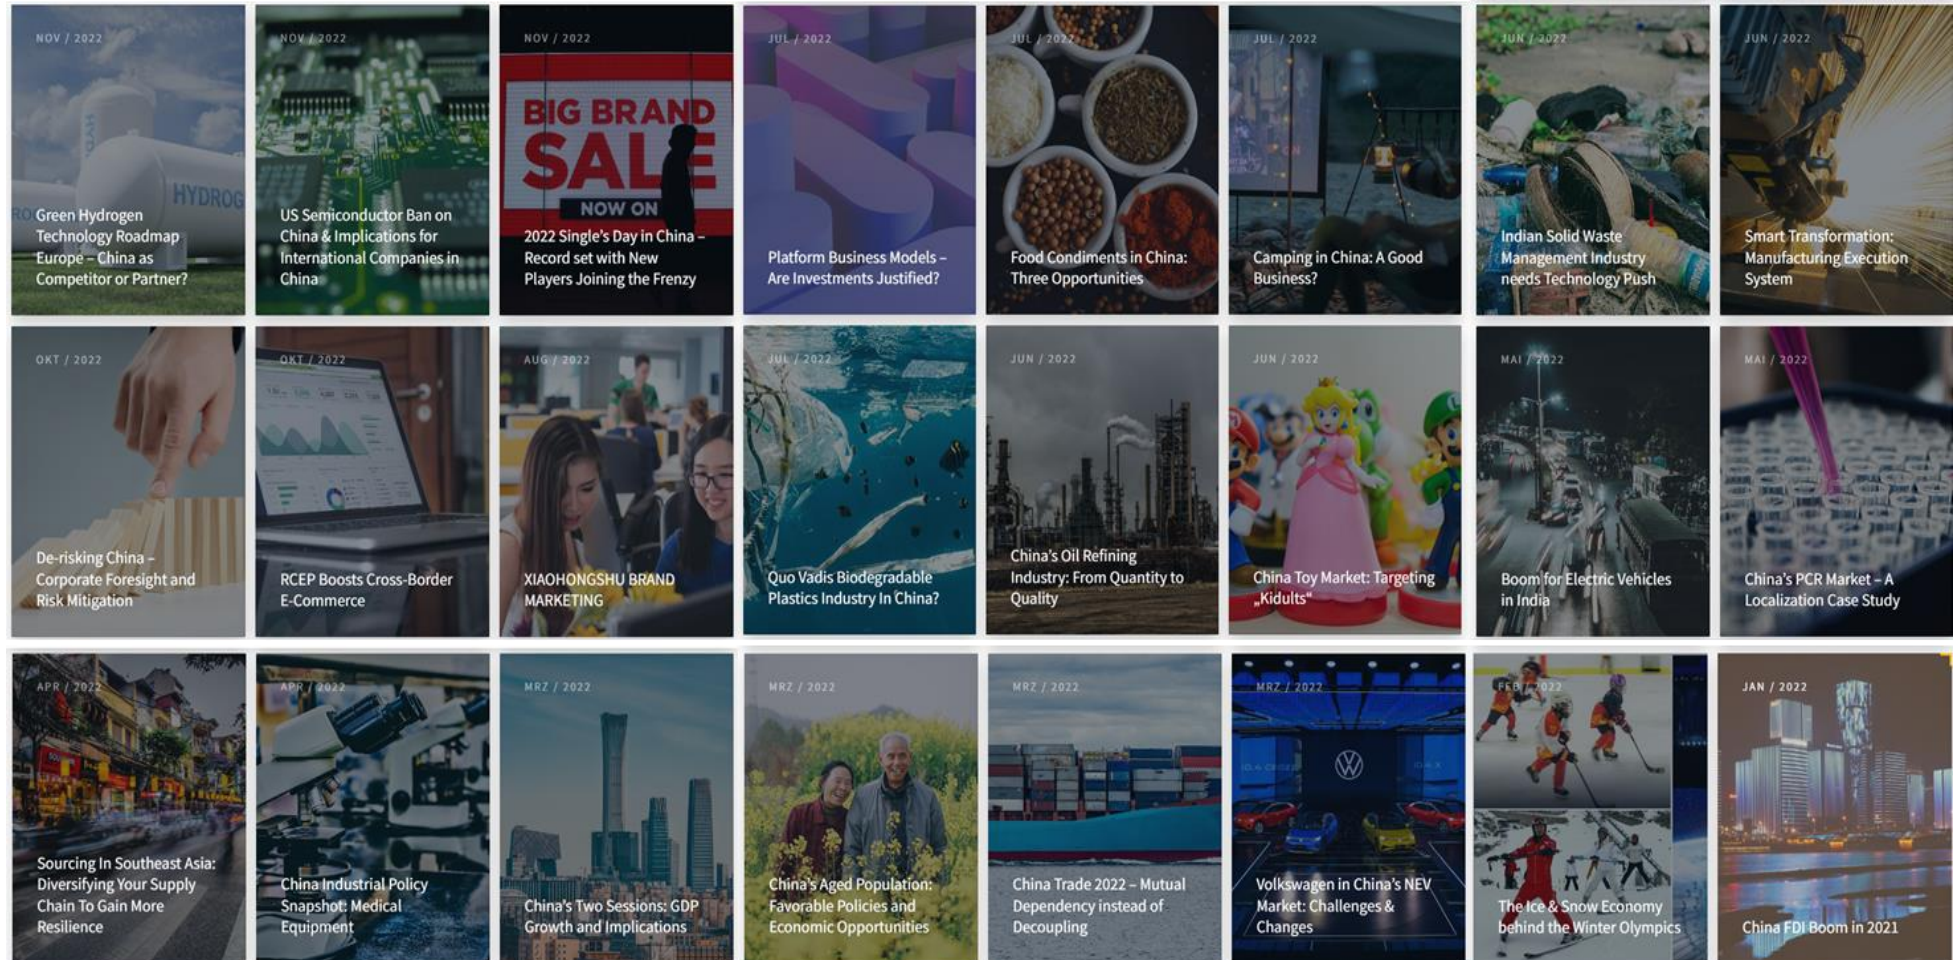 NOV / 2022
HYDROG
Green Hydrogen
Technology Roadmap
Europe – China as
Competitor or Partner?
NOV / 2022
US Semiconductor Ban on
China & Implications for
International Companies in
China
NOV / 2022
BIG BRAND
SALE
NOW ON
2022 Single's Day in China –
Record set with New
Players Joining the Frenzy
JUL / 2022
Platform Business Models –
Are Investments Justified?
JUL / 2022
Food Condiments in China:
Three Opportunities
JUL / 2022
Camping in China: A Good
Business?
JUN / 2022
Indian Solid Waste
Management Industry
needs Technology Push
JUN / 2022
Smart Transformation:
Manufacturing Execution
System
OKT / 2022
De-risking China –
Corporate Foresight and
Risk Mitigation
OKT / 2022
RCEP Boosts Cross-Border
E-Commerce
AUG / 2022
XIAOHONGSHU BRAND
MARKETING
JUL / 2022
Quo Vadis Biodegradable
Plastics Industry In China?
JUN / 2022
China's Oil Refining
Industry: From Quantity to
Quality
JUN / 2022
China Toy Market: Targeting
„Kidults“
MAI / 2022
Boom for Electric Vehicles
in India
MAI / 2022
China's PCR Market – A
Localization Case Study
APR / 2022
Sourcing In Southeast Asia:
Diversifying Your Supply
Chain To Gain More
Resilience
APR / 2022
China Industrial Policy
Snapshot: Medical
Equipment
MRZ / 2022
China's Two Sessions: GDP
Growth and Implications
MRZ / 2022
China's Aged Population:
Favorable Policies and
Economic Opportunities
MRZ / 2022
China Trade 2022 – Mutual
Dependency instead of
Decoupling
MRZ / 2022
Volkswagen in China's NEV
Market: Challenges &
Changes
FEB / 2022
The Ice & Snow Economy
behind the Winter Olympics
JAN / 2022
China FDI Boom in 2021